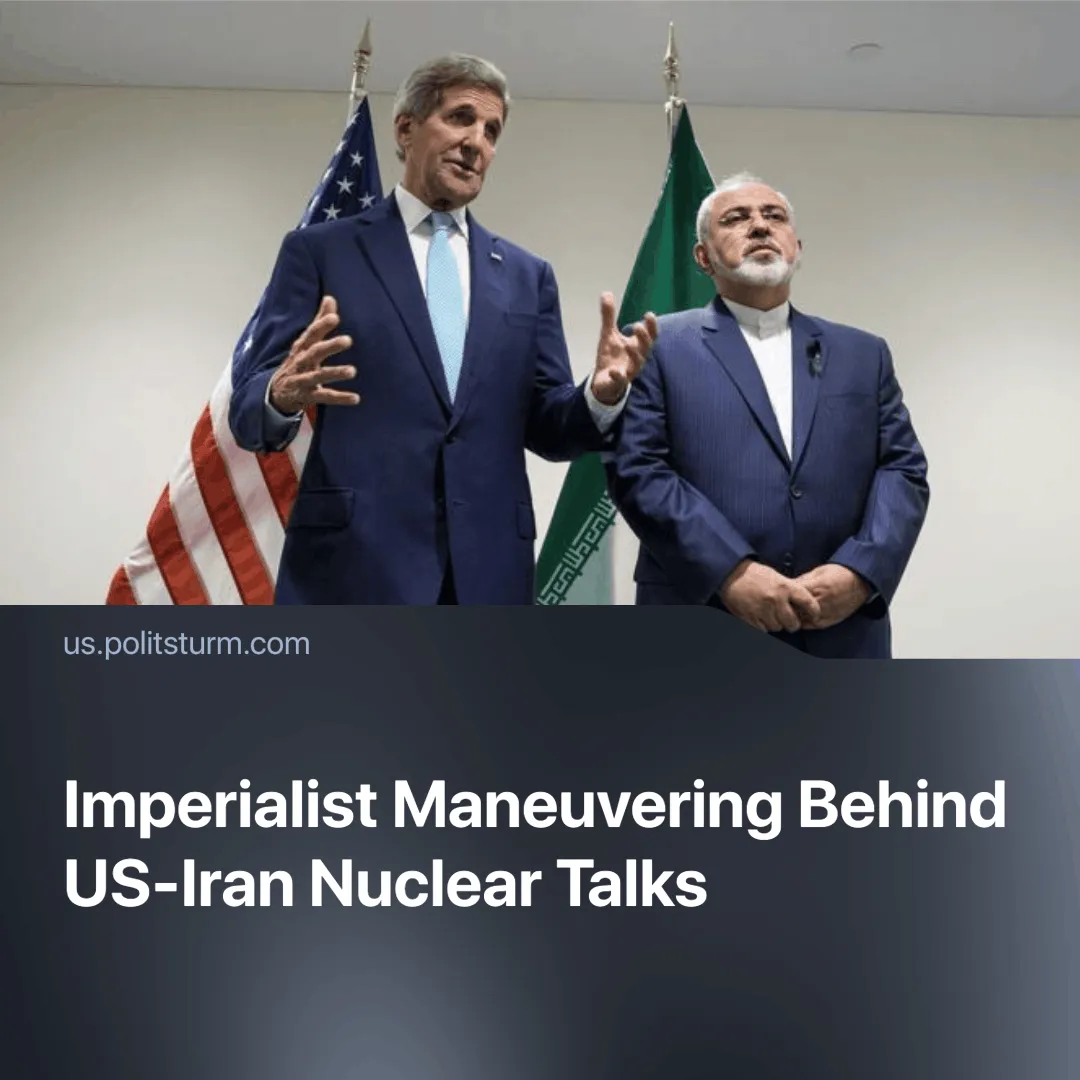 us.politsturm.com
Imperialist Maneuvering Behind
US-Iran Nuclear Talks